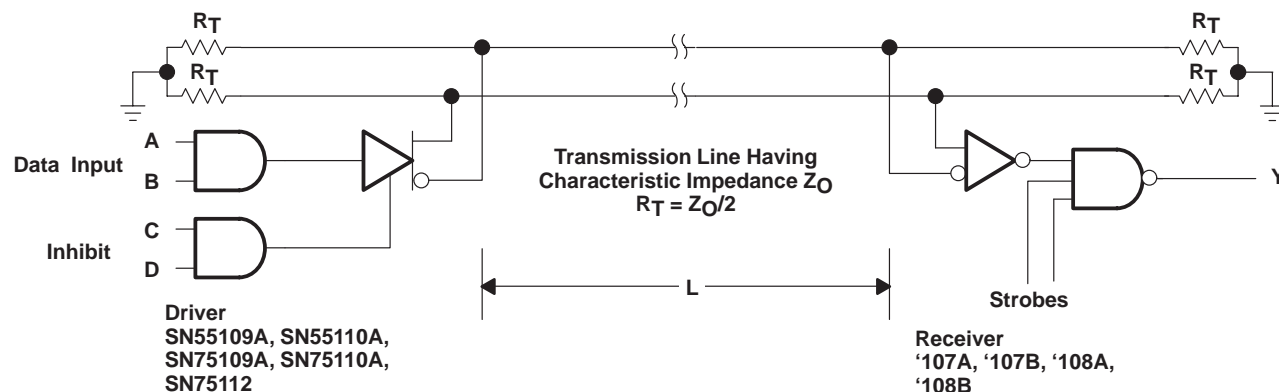 RT
RT
RT
RT
A
Data Input
B
C
Inhibit
D
Transmission Line Having
Characteristic Impedance ZO
RT = ZO/2
Y
L
Strobes
Driver
SN55109A, SN55110A,
SN75109A, SN75110A,
SN75112
Receiver
‘107A, ‘107B, ‘108A,
‘108B